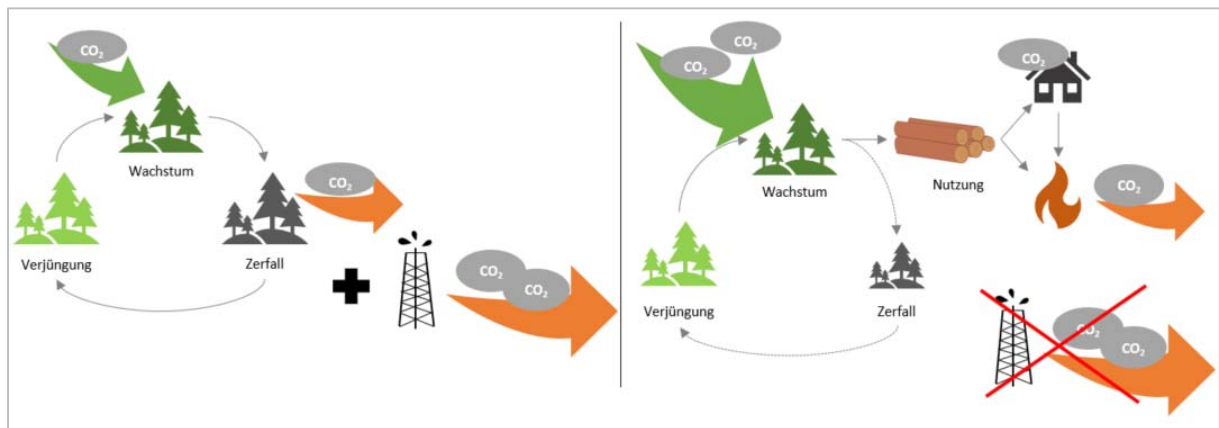 CO₂
Wachstum
CO₂
Verjüngung
Zerfall
CO₂
CO₂
CO₂
CO₂
CO₂
Wachstum
Nutzung
CO₂
Verjüngung
Zerfall
CO₂
CO₂